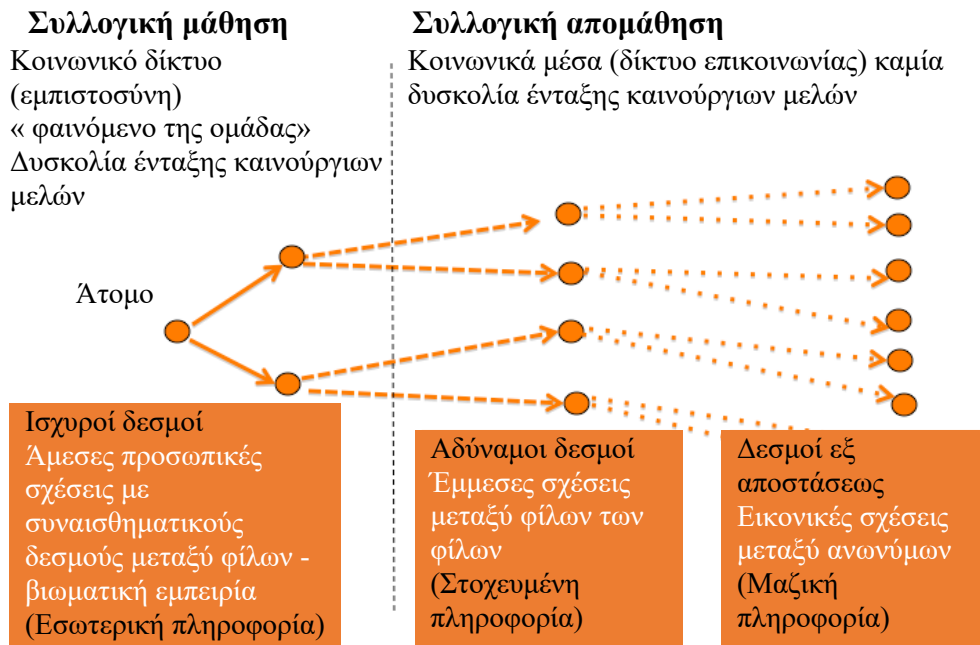 Συλλογική μάθηση
Κοινωνικό δίκτυο
(εμπιστοσύνη)
« φαινόμενο της ομάδας»
Δυσκολία ένταξης καινούργιων
μελών
Συλλογική απομάθηση
Κοινωνικά μέσα (δίκτυο επικοινωνίας) καμία
δυσκολία ένταξης καινούργιων μελών
Άτομο
Ισχυροί δεσμοί
Άμεσες προσωπικές
σχέσεις με
συναισθηματικούς
δεσμούς μεταξύ φίλων -
βιωματική εμπειρία
(Εσωτερική πληροφορία)
Αδύναμοι δεσμοί
Έμμεσες σχέσεις
μεταξύ φίλων των
φίλων
(Στοχευμένη
πληροφορία)
Δεσμοί εξ
αποστάσεως
Εικονικές σχέσεις
μεταξύ ανωνύμων
(Μαζική
πληροφορία)